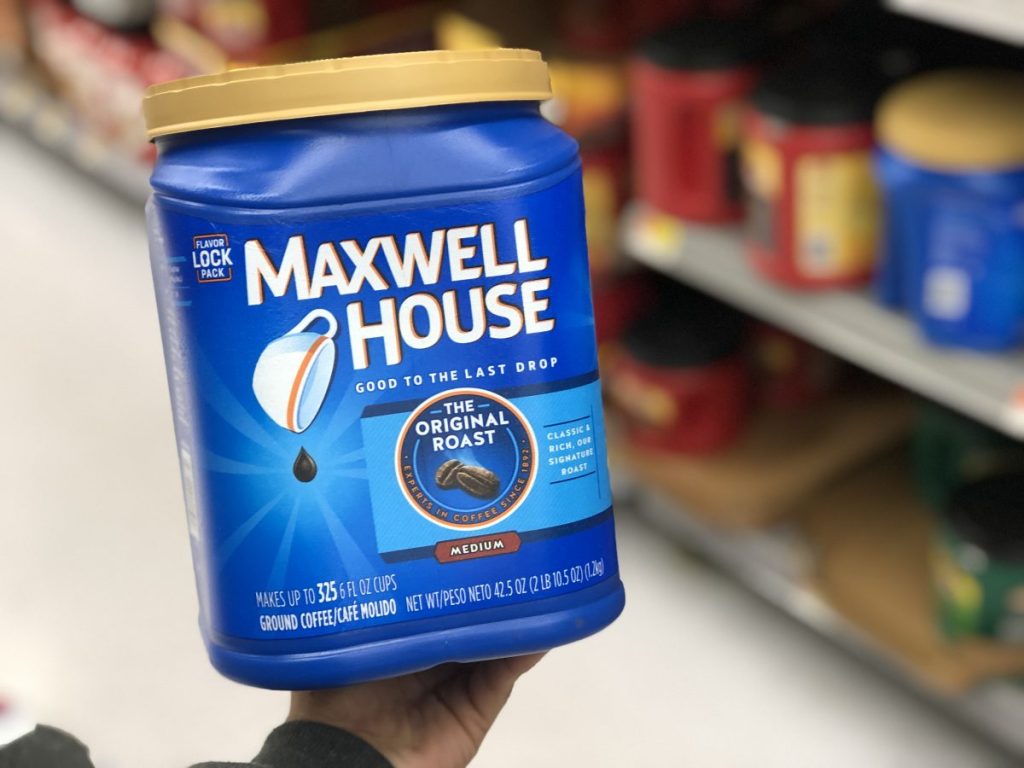 FLAVOR
LOCK
PACK
MAXWELL
HOUSE
GOOD TO THE LAST DROP
THE
ORIGINAL
ROAST
EXPERTS IN COFFEE SINCE 1892
CLASSIC &
RICH, OUR
SIGNATURE
ROAST
MEDIUM
MAKES UP TO 325 6 FL OZ CUPS
GROUND COFFEE/CAFÉ MOLIDO NET WT/PESO NETO 42.5 OZ (2 LB 10.5 OZ) (1.2kg)